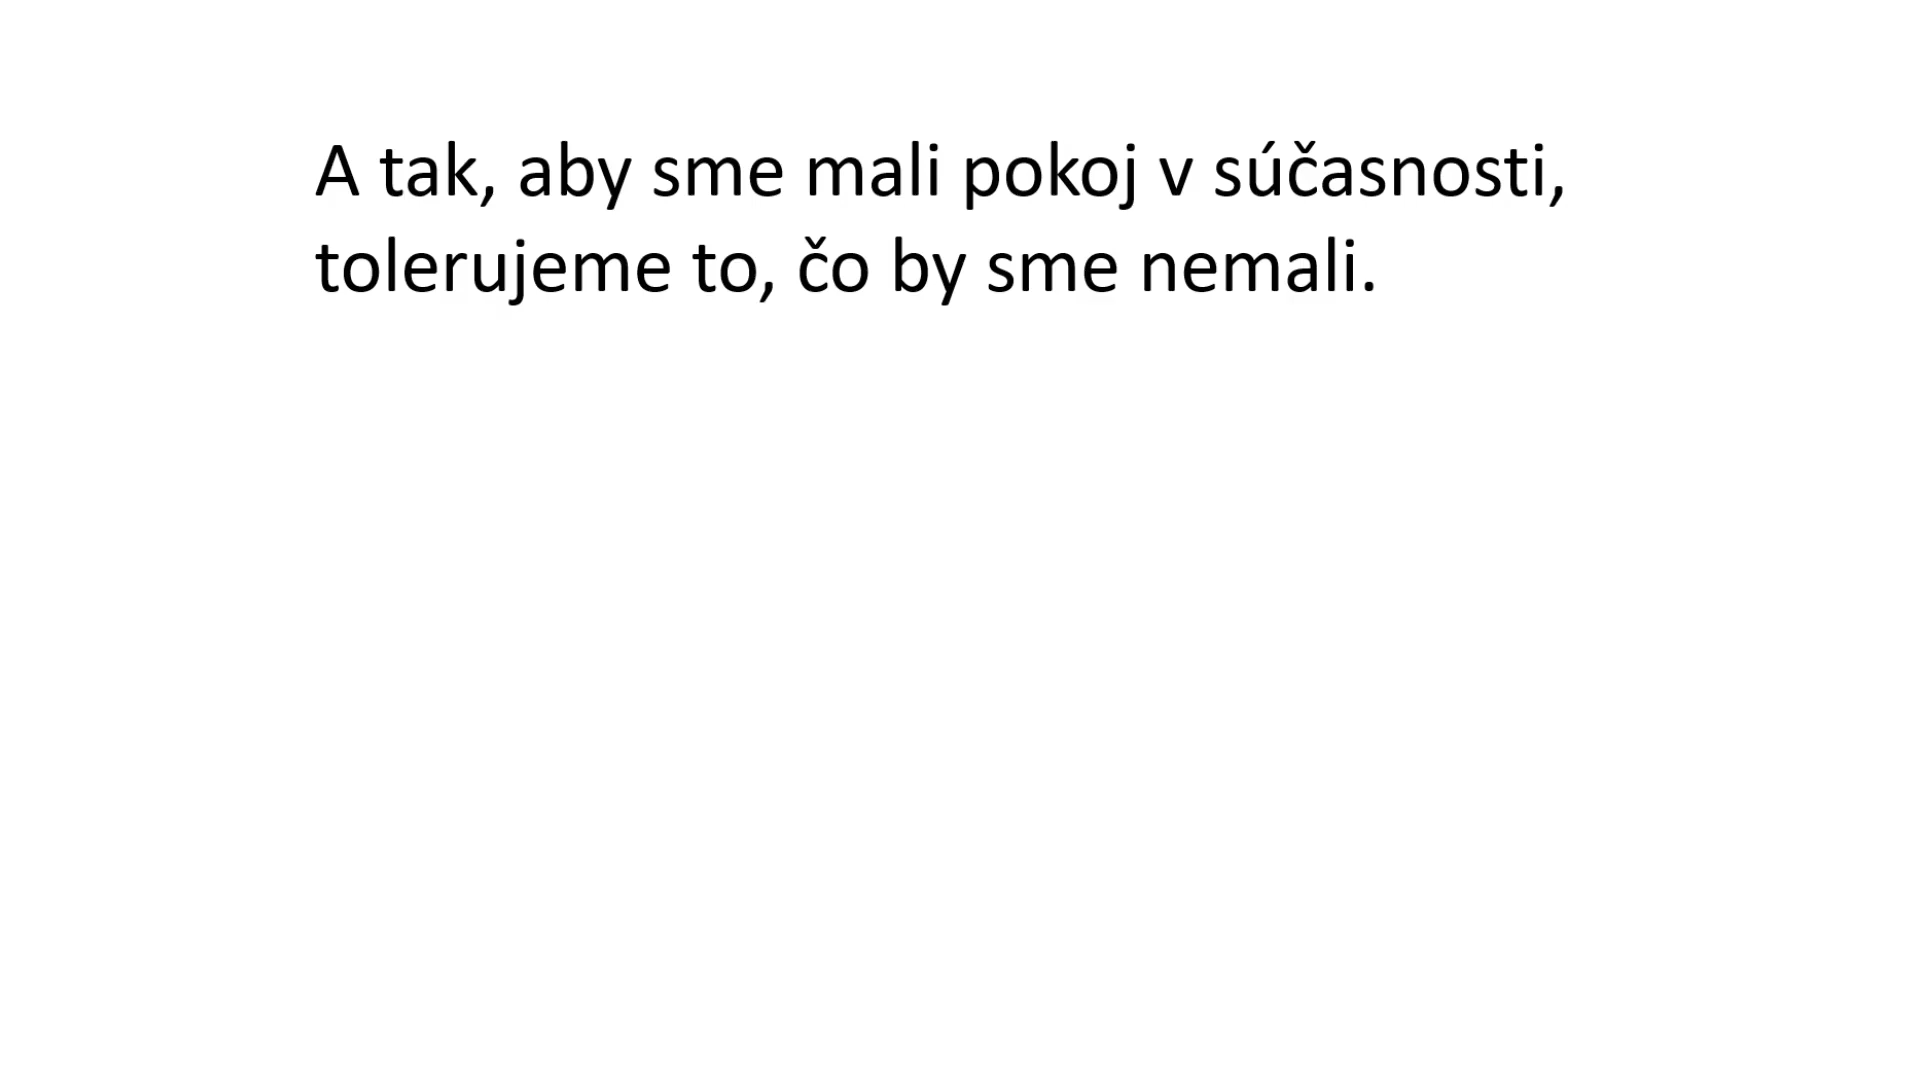 A tak, aby sme mali pokoj v súčasnosti,
tolerujeme to, čo by sme nemali.